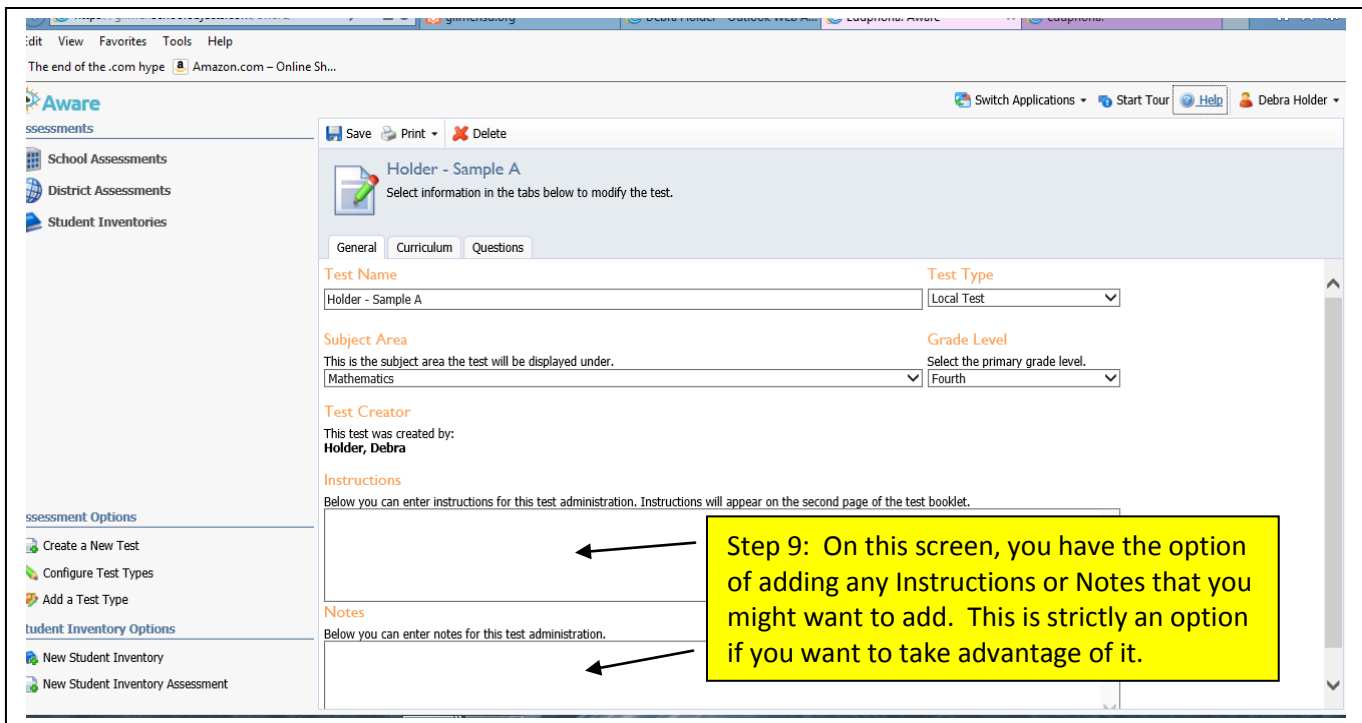 gilmerisd.org Debra Holder - Outlook Web A... Eduphoria! Aware Eduphoria!
Edit View Favorites Tools Help
The end of the .com hype Amazon.com – Online Sh...
Aware
Switch Applications Start Tour Help Debra Holder
ssessments
Save Print Delete
School Assessments
District Assessments
Student Inventories
Holder - Sample A
Select information in the tabs below to modify the test.
General Curriculum Questions
Test Name Test Type
Holder - Sample A Local Test
Subject Area Grade Level
This is the subject area the test will be displayed under. Select the primary grade level.
Mathematics Fourth
Test Creator
This test was created by:
Holder, Debra
Instructions
Below you can enter instructions for this test administration. Instructions will appear on the second page of the test booklet.
ssessment Options
Create a New Test
Configure Test Types
Add a Test Type
Notes
Below you can enter notes for this test administration.
tudent Inventory Options
New Student Inventory
New Student Inventory Assessment
Step 9: On this screen, you have the option
of adding any Instructions or Notes that you
might want to add. This is strictly an option
if you want to take advantage of it.